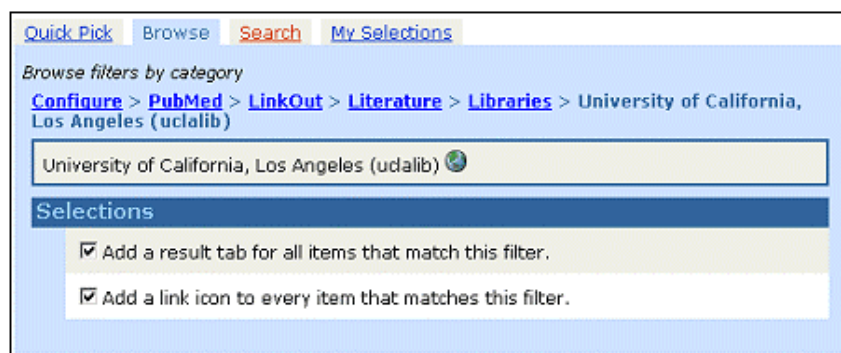 Quick Pick Browse Search My Selections
Browse filters by category
Configure > PubMed > LinkOut > Literature > Libraries > University of California,
Los Angeles (uclalib)
University of California, Los Angeles (uclalib)
Selections
Add a result tab for all items that match this filter.
Add a link icon to every item that matches this filter.